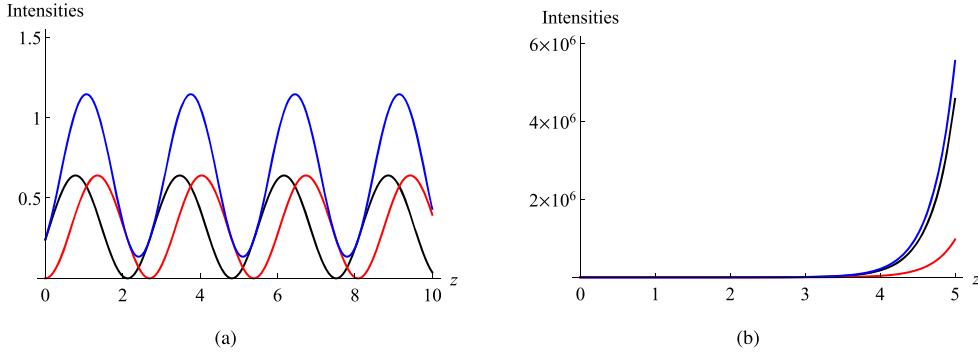 Intensities
1.5
1
0.5
0 2 4 6 8 10 z
(a)
Intensities
6×10⁶
4×10⁶
2×10⁶
0 1 2 3 4 5 z
(b)